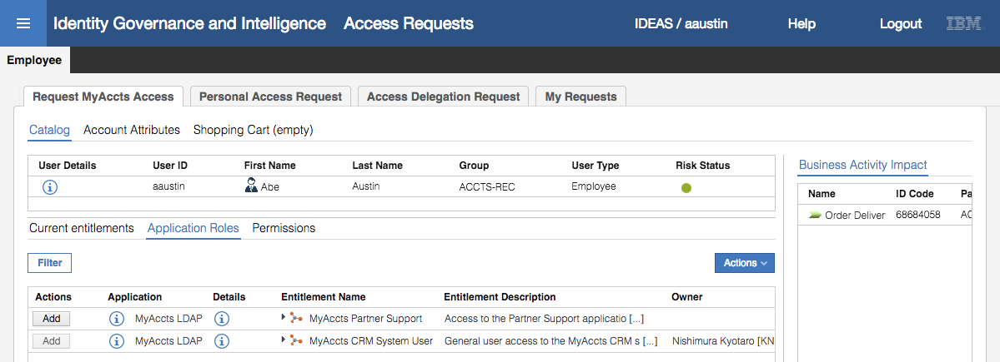 Identity Governance and Intelligence Access Requests IDEAS / aaustin Help Logout IBM
Employee
Request MyAccts Access Personal Access Request Access Delegation Request My Requests
Catalog Account Attributes Shopping Cart (empty)
User Details User ID First Name Last Name Group User Type Risk Status
aaustin Abe Austin ACCTS-REC Employee
Business Activity Impact
Name ID Code Pa
Order Deliver 68684058 AC
Current entitlements Application Roles Permissions
Filter Actions
Actions Application Details Entitlement Name Entitlement Description Owner
Add MyAccts LDAP MyAccts Partner Support Access to the Partner Support applicatio [...]
Add MyAccts LDAP MyAccts CRM System User General user access to the MyAccts CRM s [...] Nishimura Kyotaro [KN